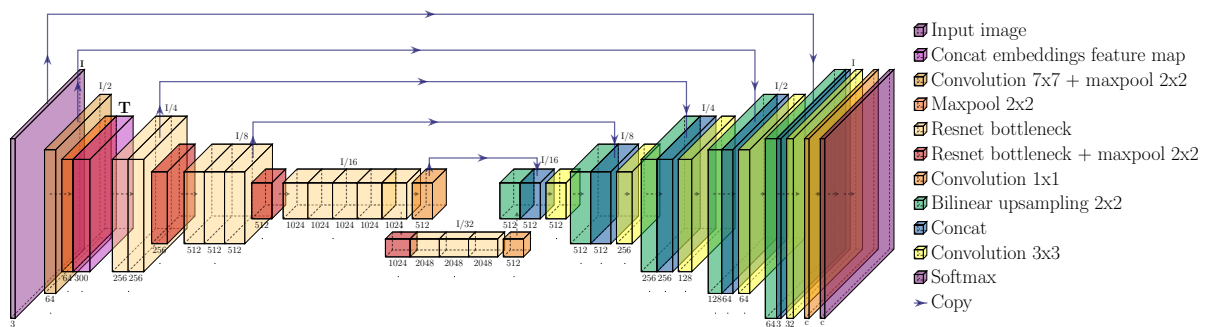 I
I/2
T
I/4
I/8
I/16
I/32
I/16
I/8
I/4
I/2
I
3
64
64 300
256 256
256
512 512 512
512
1024 1024 1024 1024 1024 512
1024 2048 2048 2048 512
512 512 512
512 512 256
256 256 128
128 64 64
64 3 32 c c
Input image
Concat embeddings feature map
Convolution 7x7 + maxpool 2x2
Maxpool 2x2
Resnet bottleneck
Resnet bottleneck + maxpool 2x2
Convolution 1x1
Bilinear upsampling 2x2
Concat
Convolution 3x3
Softmax
Copy